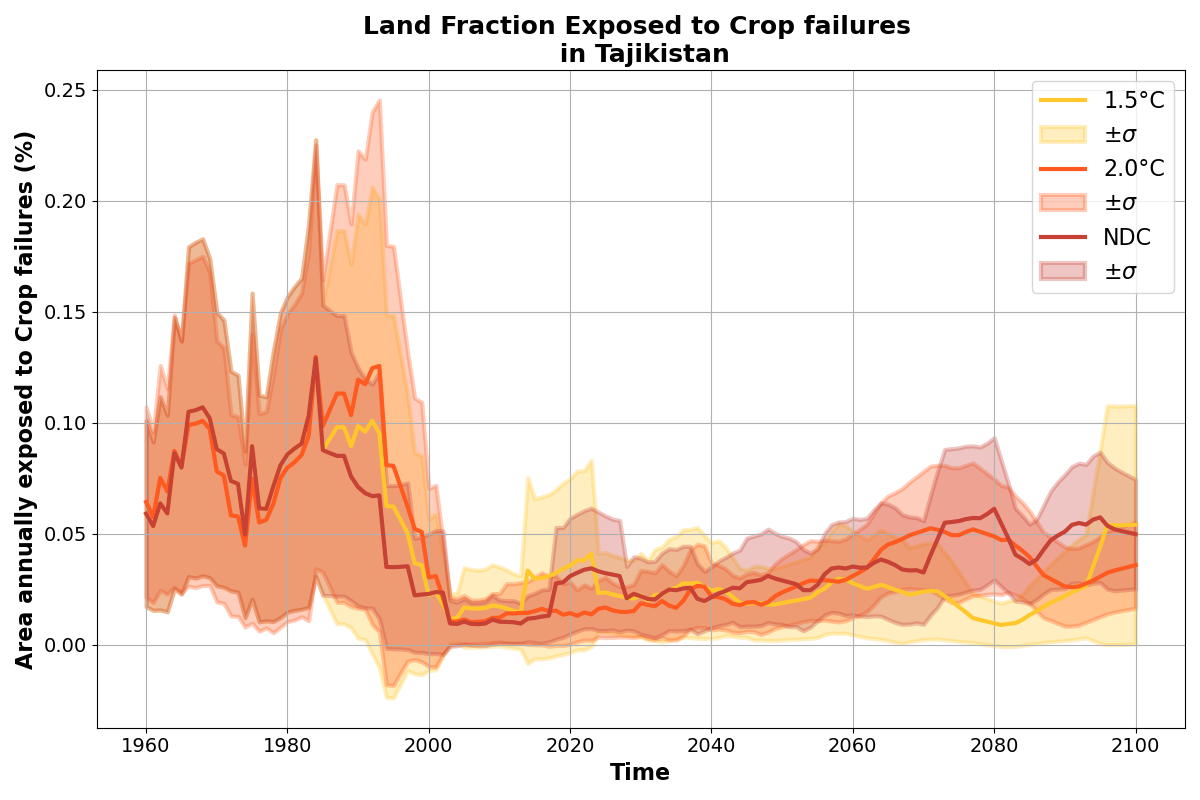 Land Fraction Exposed to Crop failures
in Tajikistan
Area annually exposed to Crop failures (%)
0.25
0.20
0.15
0.10
0.05
0.00
1960
1980
2000
2020
2040
2060
2080
2100
Time
1.5°C
±σ
2.0°C
±σ
NDC
±σ